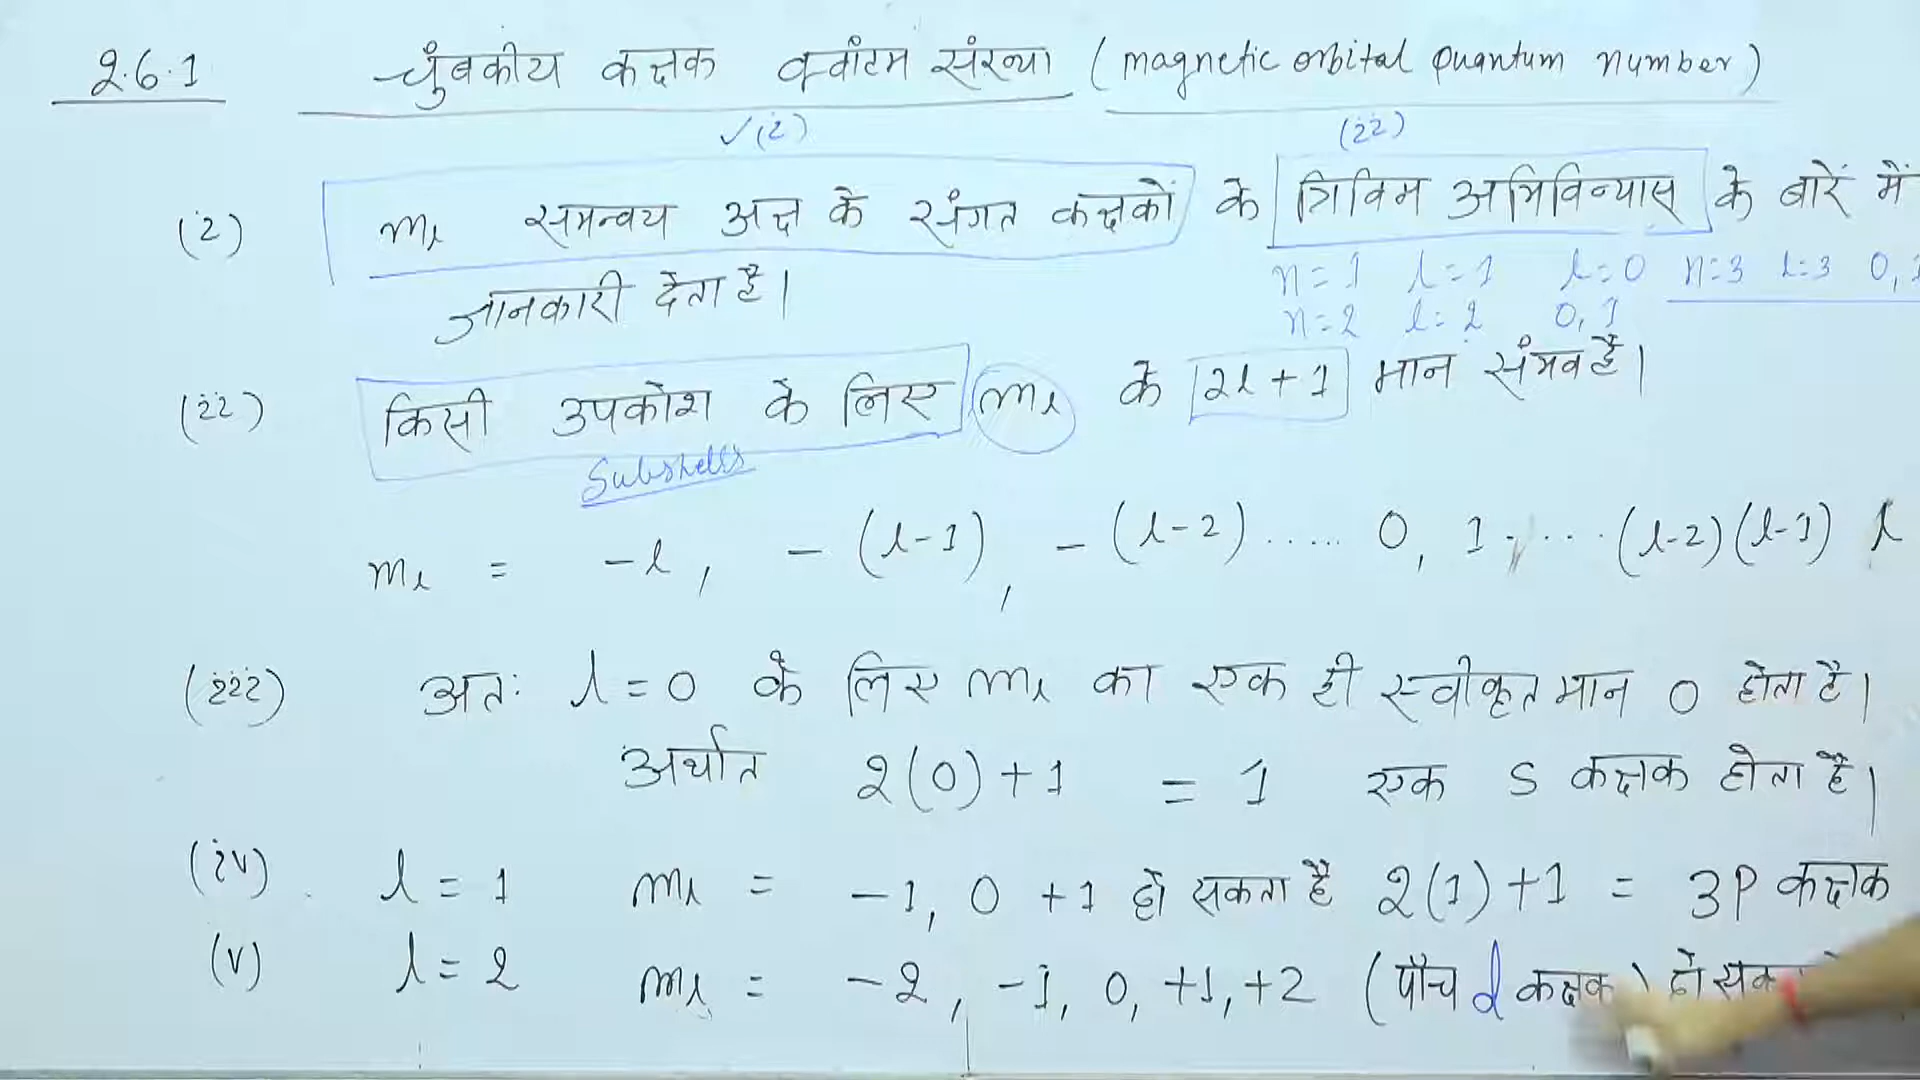 2.6.1 चुंबकीय कक्षक क्वांटम संख्या (magnetic orbital quantum number)
✓(i) (ii)
(i) mₗ समन्वय अक्ष के संगत कक्षकों के त्रिविम अभिविन्यास के बारें में
जानकारी देता है।
n=1 l=1 l=0 n=3 l=3 0,
n=2 l=2 0, 1
(ii) किसी उपकोश के लिए mₗ के 2l+1 मान संभव है।
Subshells
mₗ = -l, -(l-1), -(l-2)..... 0, 1, ... (l-2)(l-1) l
(iii) अतः l=0 के लिए mₗ का एक ही स्वीकृत मान 0 होता है।
अर्थात 2(0)+1 = 1 एक s कक्षक होता है।
(iv) l = 1 mₗ = -1, 0 +1 हो सकता है 2(1)+1 = 3p कक्षक
(v) l = 2 mₗ = -2, -1, 0, +1, +2 (पाँच d कक्षक) हो